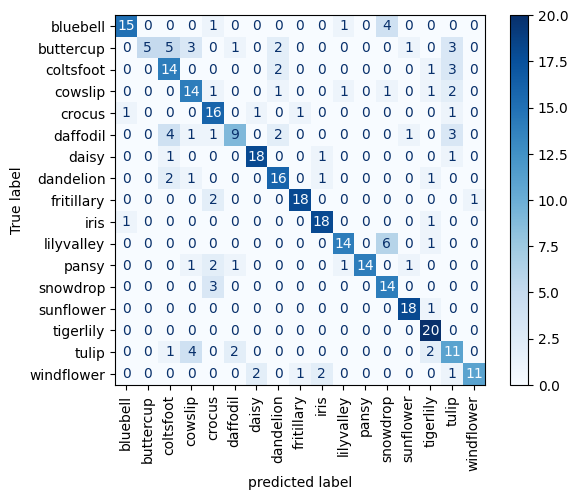 True label
bluebell 15 0 0 0 1 0 0 0 0 0 1 0 4 0 0 0 0
buttercup 0 5 5 3 0 1 0 2 0 0 0 0 0 1 0 3 0
coltsfoot 0 0 14 0 0 0 0 2 0 0 0 0 0 0 1 3 0
cowslip 0 0 0 14 1 0 0 1 0 0 1 0 1 0 1 2 0
crocus 1 0 0 0 16 0 1 0 1 0 0 0 0 0 0 1 0
daffodil 0 0 4 1 1 9 0 2 0 0 0 0 0 1 0 3 0
daisy 0 0 1 0 0 0 18 0 0 1 0 0 0 0 0 1 0
dandelion 0 0 2 1 0 0 0 16 0 1 0 0 0 0 1 0 0
fritillary 0 0 0 0 2 0 0 0 18 0 0 0 0 0 0 0 1
iris 1 0 0 0 0 0 0 0 0 18 0 0 0 0 1 0 0
lilyvalley 0 0 0 0 0 0 0 0 0 0 14 0 6 0 1 0 0
pansy 0 0 0 1 2 1 0 0 0 0 1 14 0 1 0 0 0
snowdrop 0 0 0 0 3 0 0 0 0 0 0 0 14 0 0 0 0
sunflower 0 0 0 0 0 0 0 0 0 0 0 0 0 18 1 0 0
tigerlily 0 0 0 0 0 0 0 0 0 0 0 0 0 0 20 0 0
tulip 0 0 1 4 0 2 0 0 0 0 0 0 0 0 2 11 0
windflower 0 0 0 0 0 0 2 0 1 2 0 0 0 0 0 1 11
bluebell
buttercup
coltsfoot
cowslip
crocus
daffodil
daisy
dandelion
fritillary
iris
lilyvalley
pansy
snowdrop
sunflower
tigerlily
tulip
windflower
predicted label
20.0
17.5
15.0
12.5
10.0
7.5
5.0
2.5
0.0